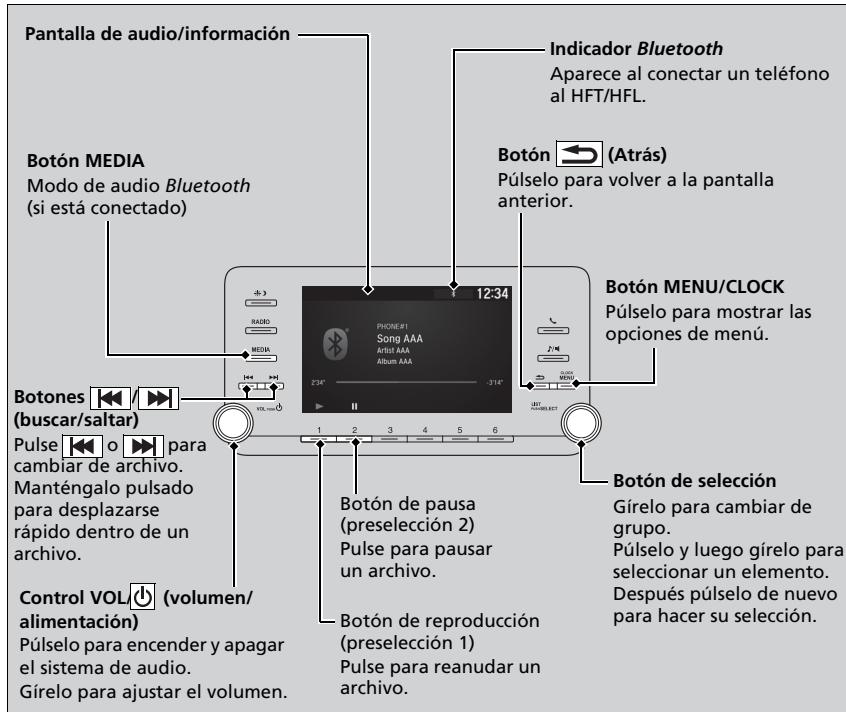 Pantalla de audio/información
Indicador Bluetooth
Aparece al conectar un teléfono
al HFT/HFL.
Botón MEDIA
Modo de audio Bluetooth
(si está conectado)
Botón (Atrás)
Púlselo para volver a la pantalla
anterior.
Botón MENU/CLOCK
Púlselo para mostrar las
opciones de menú.
12:34
RADIO
MEDIA
PHONE#1
Song AAA
Artist AAA
Album AAA
2'34"
-3'14"
CLOCK
MENU
VOL PUSH
LIST
PUSH SELECT
1 2 3 4 5 6
Botones /
(buscar/saltar)
Pulse o para
cambiar de archivo.
Manténgalo pulsado
para desplazarse
rápido dentro de un
archivo.
Control VOL/ (volumen/
alimentación)
Púlselo para encender y apagar
el sistema de audio.
Gírelo para ajustar el volumen.
Botón de pausa
(preselección 2)
Pulse para pausar
un archivo.
Botón de reproducción
(preselección 1)
Pulse para reanudar un
archivo.
Botón de selección
Gírelo para cambiar de
grupo.
Púlselo y luego gírelo para
seleccionar un elemento.
Después púlselo de nuevo
para hacer su selección.